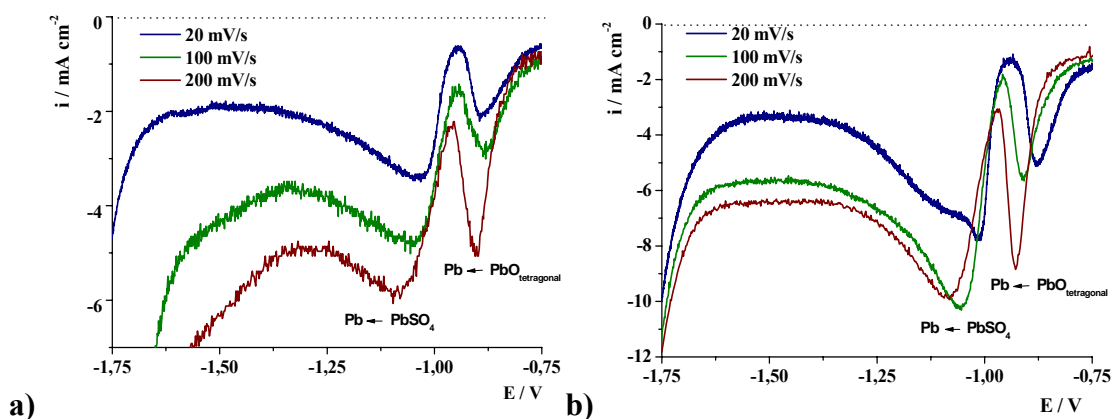 0
-2
-4
-6
i / mA cm-2
20 mV/s
100 mV/s
200 mV/s
Pb ← PbOtetragonal
Pb ← PbSO4
-1,75
-1,50
-1,25
-1,00
-0,75
E / V
a)
0
-2
-4
-6
-8
-10
-12
i / mA cm-2
20 mV/s
100 mV/s
200 mV/s
Pb ← PbOtetragonal
Pb ← PbSO4
-1,75
-1,50
-1,25
-1,00
-0,75
E / V
b)